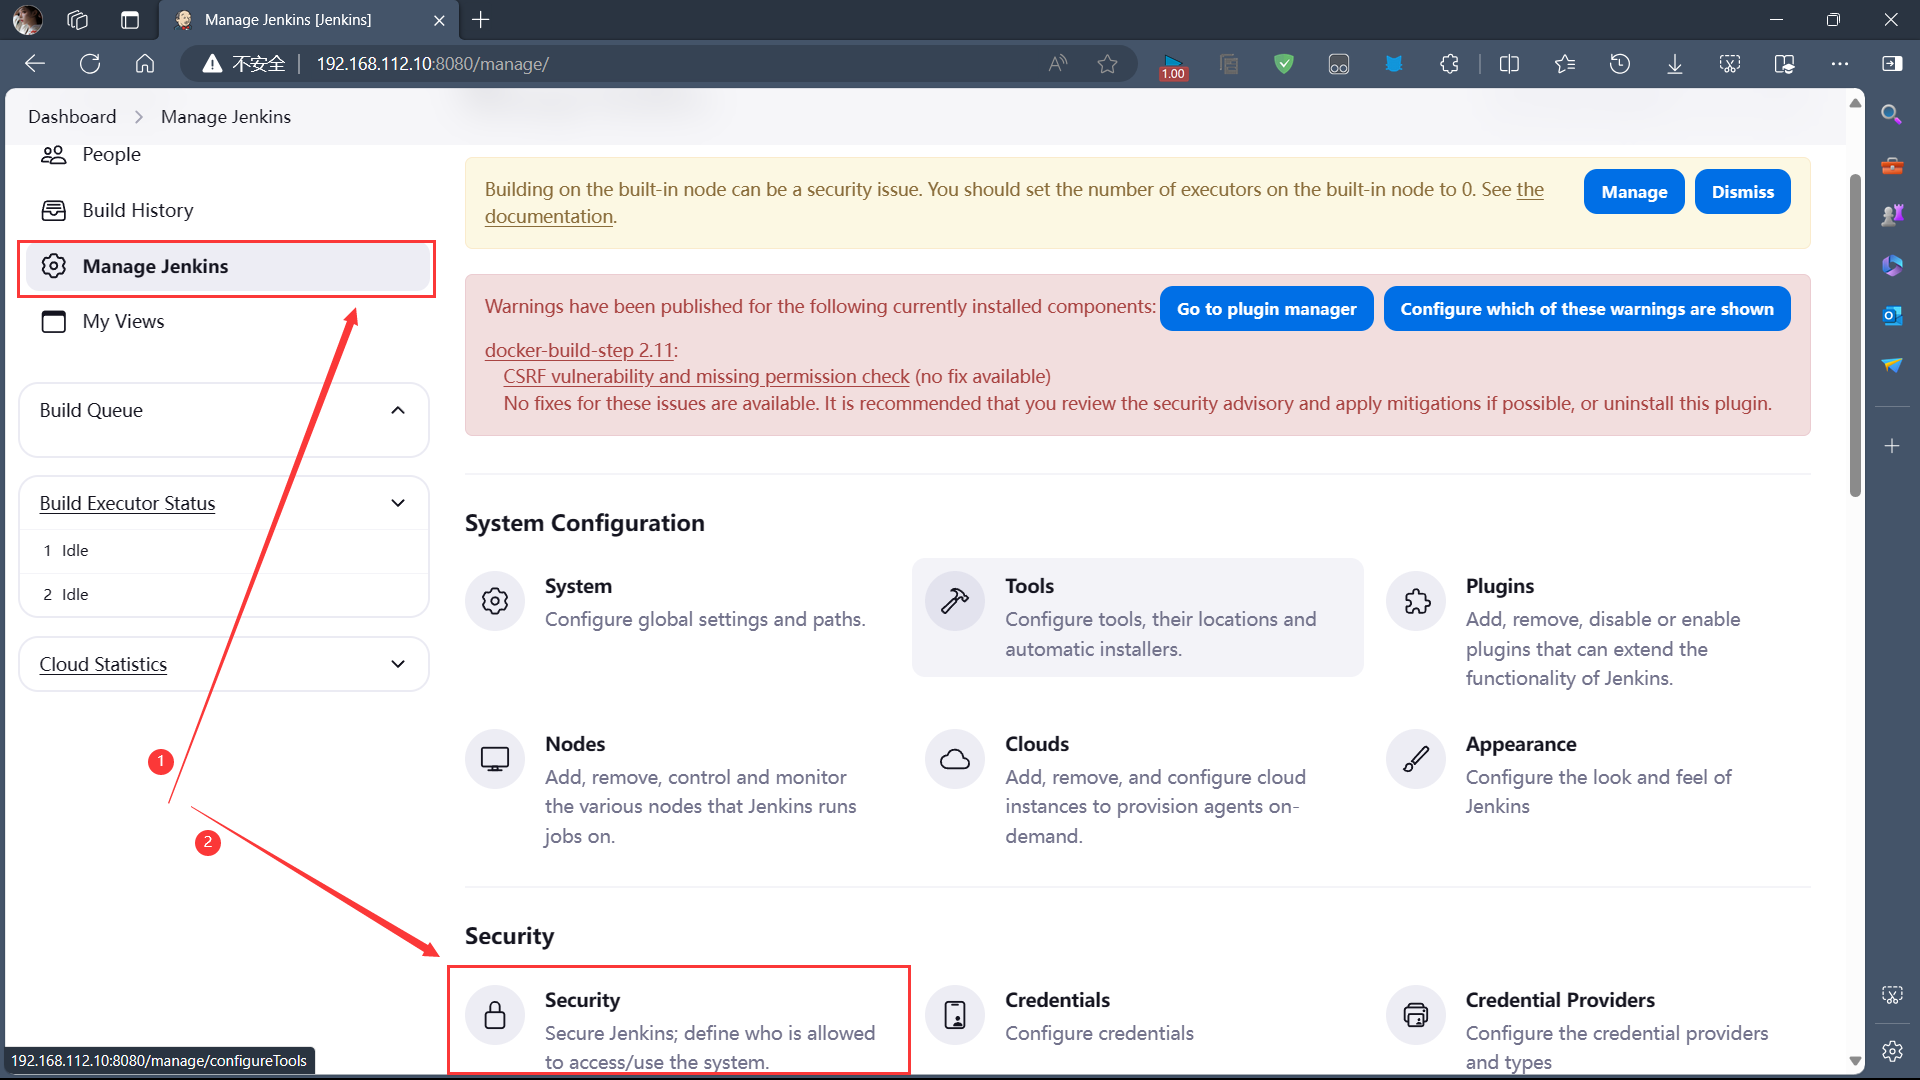 Manage Jenkins [Jenkins]
不安全
192.168.112.10:8080/manage/
1.00
Dashboard
Manage Jenkins
People
Build History
Manage Jenkins
My Views
Build Queue
Build Executor Status
1 Idle
2 Idle
Cloud Statistics
1
2
Building on the built-in node can be a security issue. You should set the number of executors on the built-in node to 0. See the
documentation.
Manage
Dismiss
Warnings have been published for the following currently installed components:
Go to plugin manager
Configure which of these warnings are shown
docker-build-step 2.11:
CSRF vulnerability and missing permission check (no fix available)
No fixes for these issues are available. It is recommended that you review the security advisory and apply mitigations if possible, or uninstall this plugin.
System Configuration
System
Configure global settings and paths.
Tools
Configure tools, their locations and
automatic installers.
Plugins
Add, remove, disable or enable
plugins that can extend the
functionality of Jenkins.
Nodes
Add, remove, control and monitor
the various nodes that Jenkins runs
jobs on.
Clouds
Add, remove, and configure cloud
instances to provision agents on-
demand.
Appearance
Configure the look and feel of
Jenkins
Security
Security
Secure Jenkins; define who is allowed
to access/use the system.
Credentials
Configure credentials
Credential Providers
Configure the credential providers
and types
192.168.112.10:8080/manage/configureTools